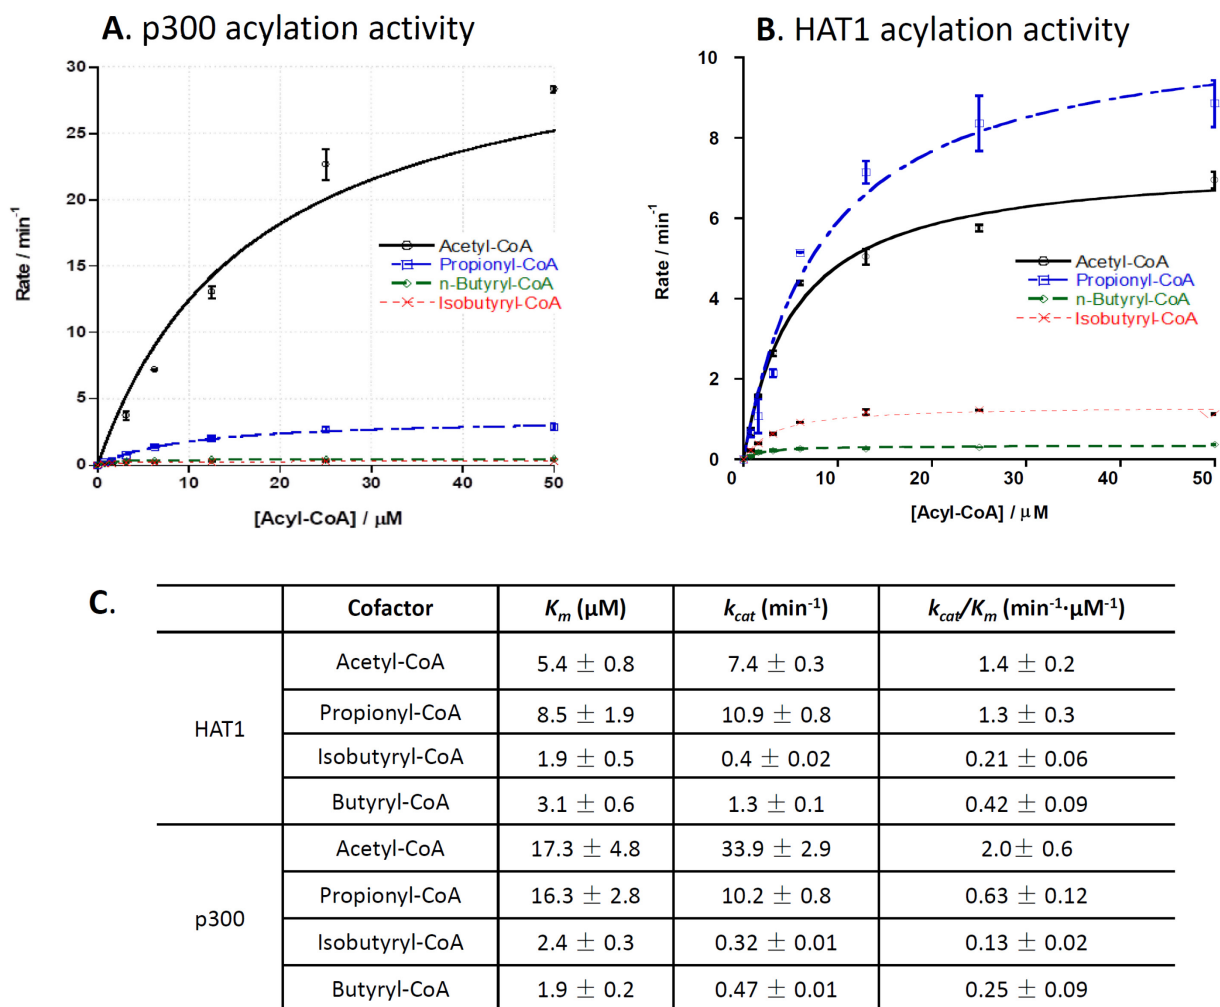 A. p300 acylation activity
30
25
20
15
10
5
0
Rate / min⁻¹
Acetyl-CoA
Propionyl-CoA
n-Butyryl-CoA
Isobutyryl-CoA
0 10 20 30 40 50
[Acyl-CoA] / μM
B. HAT1 acylation activity
10
8
6
4
2
0
Rate / min⁻¹
Acetyl-CoA
Propionyl-CoA
n-Butyryl-CoA
Isobutyryl-CoA
0 10 20 30 40 50
[Acyl-CoA] / μM
C.
Cofactor Km (μM) kcat (min⁻¹) kcat/Km (min⁻¹·μM⁻¹)
HAT1
Acetyl-CoA 5.4 ± 0.8 7.4 ± 0.3 1.4 ± 0.2
Propionyl-CoA 8.5 ± 1.9 10.9 ± 0.8 1.3 ± 0.3
Isobutyryl-CoA 1.9 ± 0.5 0.4 ± 0.02 0.21 ± 0.06
Butyryl-CoA 3.1 ± 0.6 1.3 ± 0.1 0.42 ± 0.09
p300
Acetyl-CoA 17.3 ± 4.8 33.9 ± 2.9 2.0± 0.6
Propionyl-CoA 16.3 ± 2.8 10.2 ± 0.8 0.63 ± 0.12
Isobutyryl-CoA 2.4 ± 0.3 0.32 ± 0.01 0.13 ± 0.02
Butyryl-CoA 1.9 ± 0.2 0.47 ± 0.01 0.25 ± 0.09